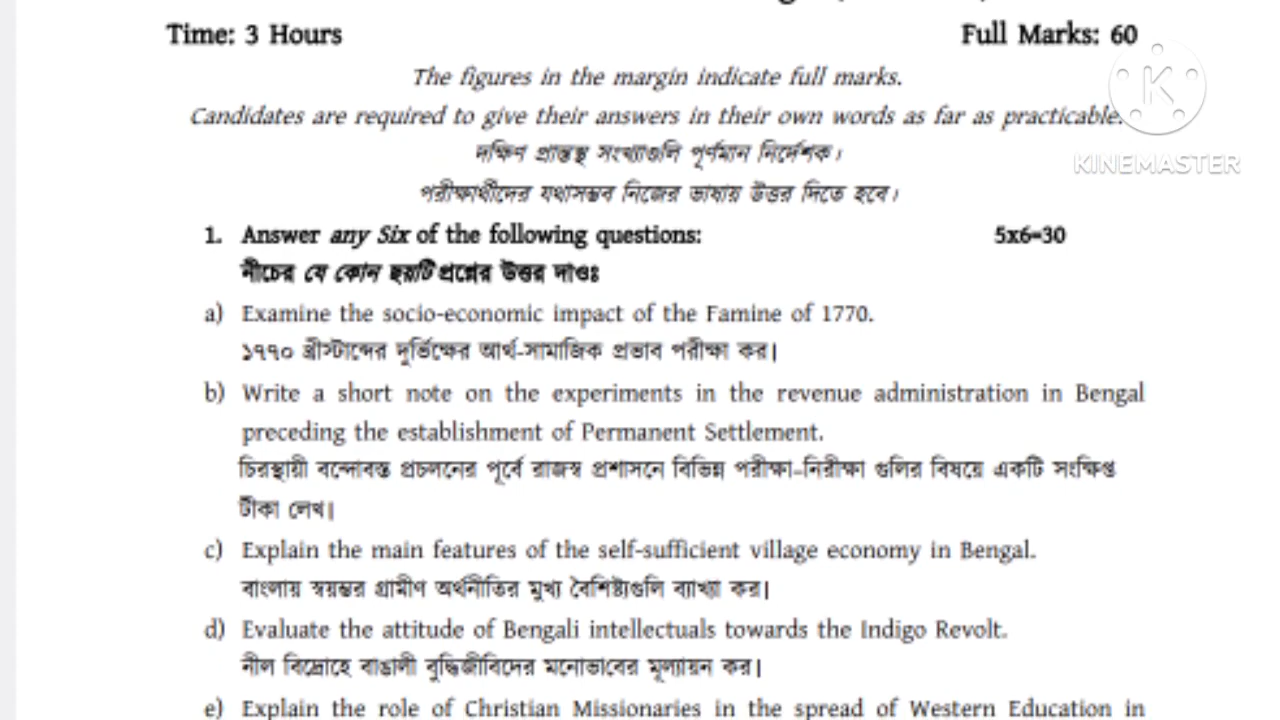 Time: 3 Hours Full Marks: 60
The figures in the margin indicate full marks.
Candidates are required to give their answers in their own words as far as practicable.
দক্ষিণ প্রান্তস্থ সংখ্যাগুলি পূর্ণমান নির্দেশক।
KINEMASTER
পরীক্ষার্থীদের যথাসম্ভব নিজের ভাষায় উত্তর দিতে হবে।
1. Answer any Six of the following questions: 5x6=30
নীচের যে কোন ছয়টি প্রশ্নের উত্তর দাওঃ
a) Examine the socio-economic impact of the Famine of 1770.
১৭৭০ খ্রীস্টাব্দের দুর্ভিক্ষের আর্থ-সামাজিক প্রভাব পরীক্ষা কর।
b) Write a short note on the experiments in the revenue administration in Bengal
preceding the establishment of Permanent Settlement.
চিরস্থায়ী বন্দোবস্ত প্রচলনের পূর্বে রাজস্ব প্রশাসনে বিভিন্ন পরীক্ষা-নিরীক্ষা গুলির বিষয়ে একটি সংক্ষিপ্ত
টীকা লেখ।
c) Explain the main features of the self-sufficient village economy in Bengal.
বাংলায় স্বয়ম্ভর গ্রামীণ অর্থনীতির মুখ্য বৈশিষ্ট্যগুলি ব্যাখ্যা কর।
d) Evaluate the attitude of Bengali intellectuals towards the Indigo Revolt.
নীল বিদ্রোহে বাঙালী বুদ্ধিজীবিদের মনোভাবের মূল্যায়ন কর।
e) Explain the role of Christian Missionaries in the spread of Western Education in